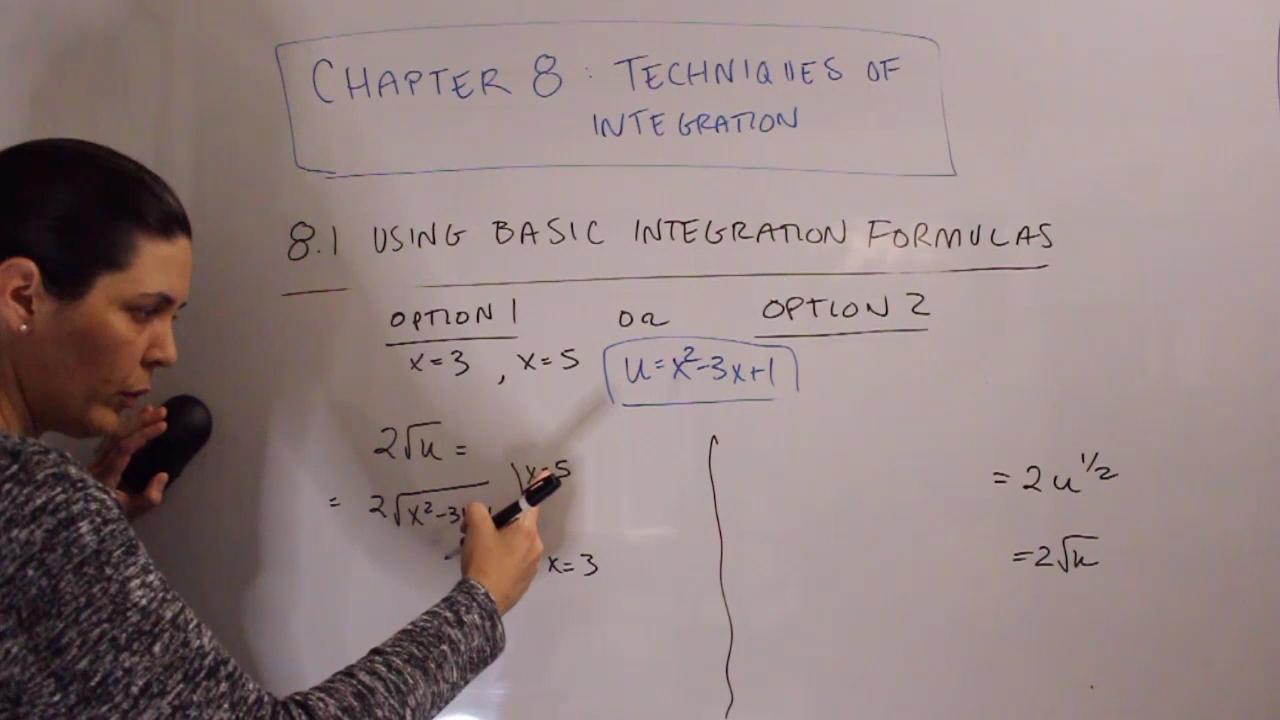 CHAPTER 8 : TECHNIQUES OF
INTEGRATION
8.1 USING BASIC INTEGRATION FORMULAS
OPTION 1 OR OPTION 2
x=3 , x=5 u=x²-3x+1
2√u =
= 2√x²-3 x=5
x=3
= 2u^1/2
=2√u